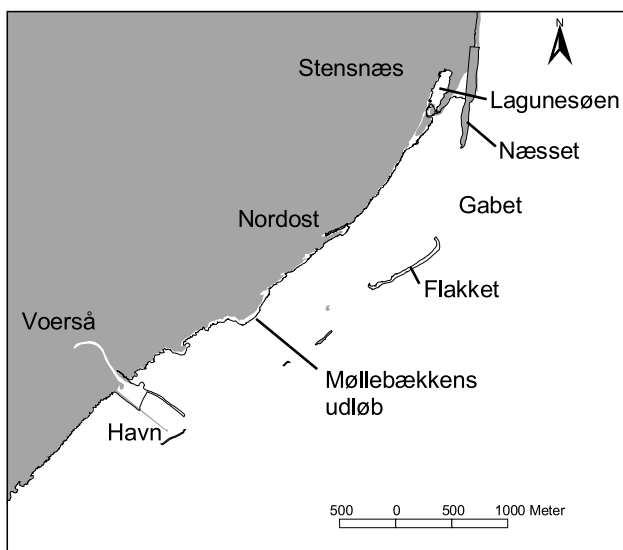 N
Stensnæs
Lagunesøen
Næsset
Gabet
Nordost
Flakket
Voerså
Møllebækkens
udløb
Havn
500 0 500 1000 Meter